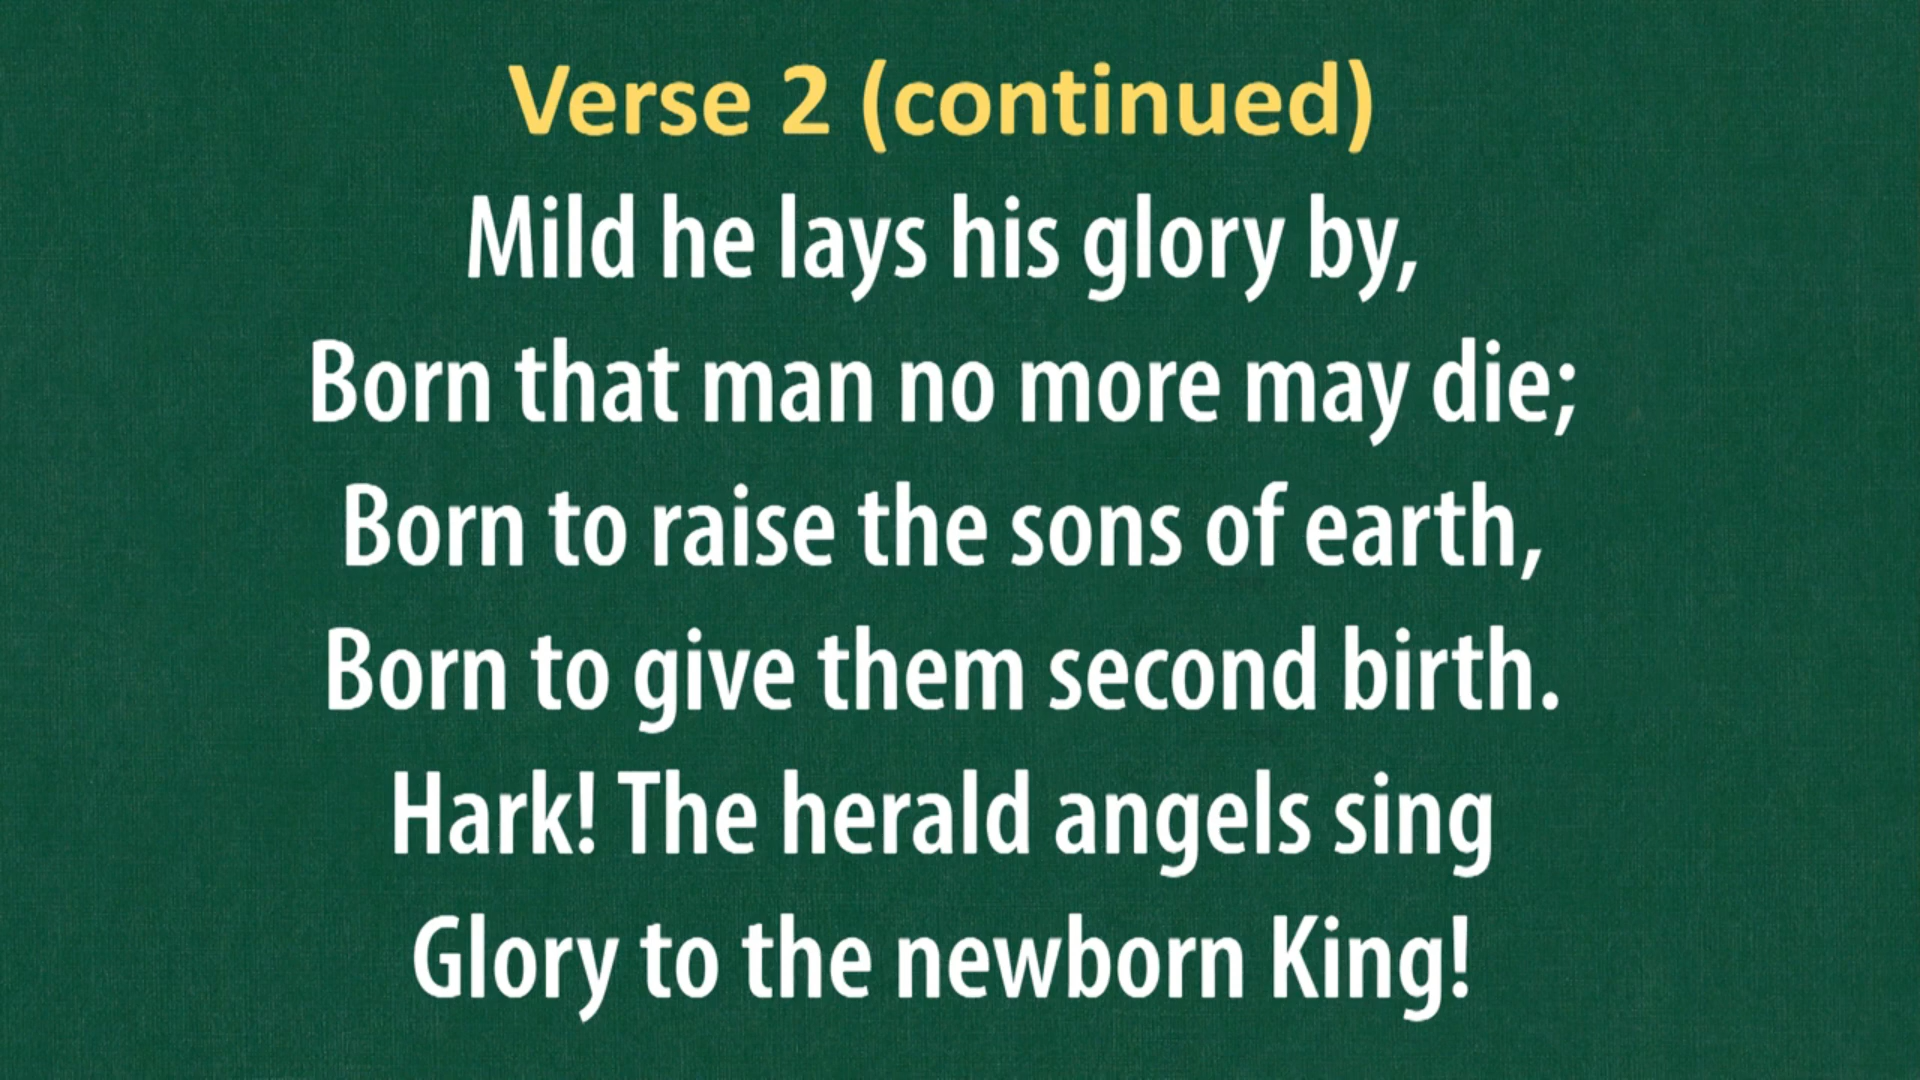 Verse 2 (continued)
Mild he lays his glory by,
Born that man no more may die;
Born to raise the sons of earth,
Born to give them second birth.
Hark! The herald angels sing
Glory to the newborn King!